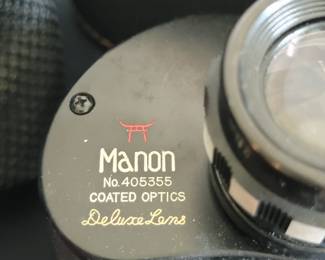 Manon
No. 405355
COATED OPTICS
Deluxe Lens